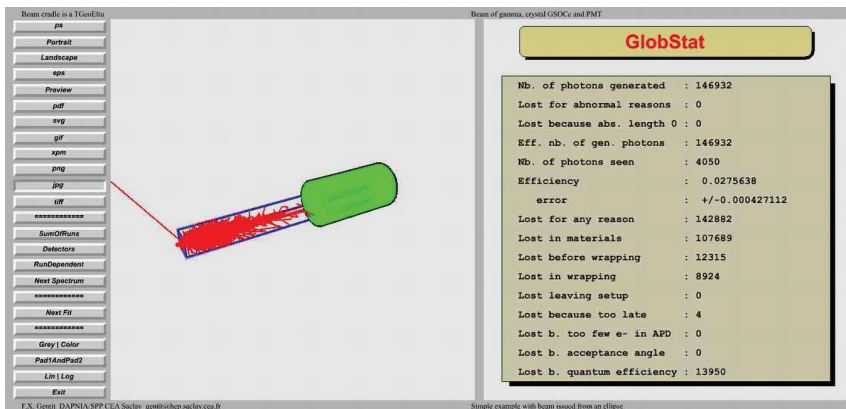 Beam cradle is a TGeoEltu
Beam of gamma, crystal GSOCe and PMT
ps
Portrait
Landscape
eps
Preview
pdf
svg
gif
xpm
png
jpg
tiff
============
SumOfRuns
Detectors
RunDependent
Next Spectrum
============
Next Fit
============
Grey | Color
Pad1AndPad2
Lin | Log
Exit
GlobStat
Nb. of photons generated : 146932
Lost for abnormal reasons : 0
Lost because abs. length 0 : 0
Eff. nb. of gen. photons : 146932
Nb. of photons seen : 4050
Efficiency : 0.0275638
error : +/-0.000427112
Lost for any reason : 142882
Lost in materials : 107689
Lost before wrapping : 12315
Lost in wrapping : 8924
Lost leaving setup : 0
Lost because too late : 4
Lost b. too few e- in APD : 0
Lost b. acceptance angle : 0
Lost b. quantum efficiency : 13950
F.X. Gentit DAPNIA/SPP CEA Saclay gentit@hep.saclay.cea.fr
Simple example with beam issued from an ellipse